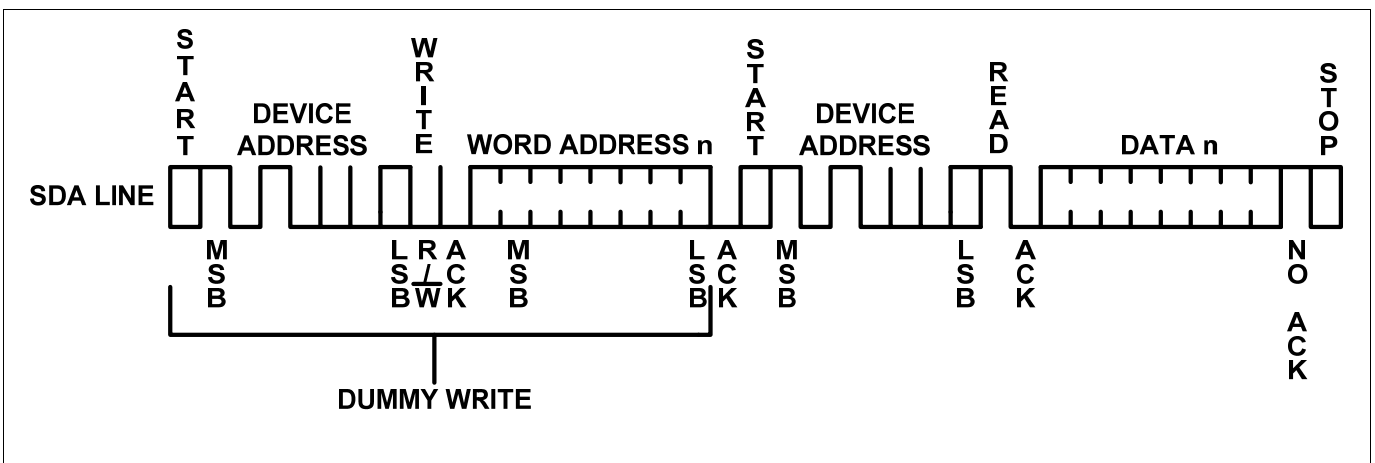 START
WRITE
START
READ
STOP
DEVICE
ADDRESS
WORD ADDRESS n
DEVICE
ADDRESS
DATA n
SDA LINE
MSB
LSB
R/W
ACK
MSB
LSB
ACK
MSB
LSB
ACK
NO ACK
DUMMY WRITE